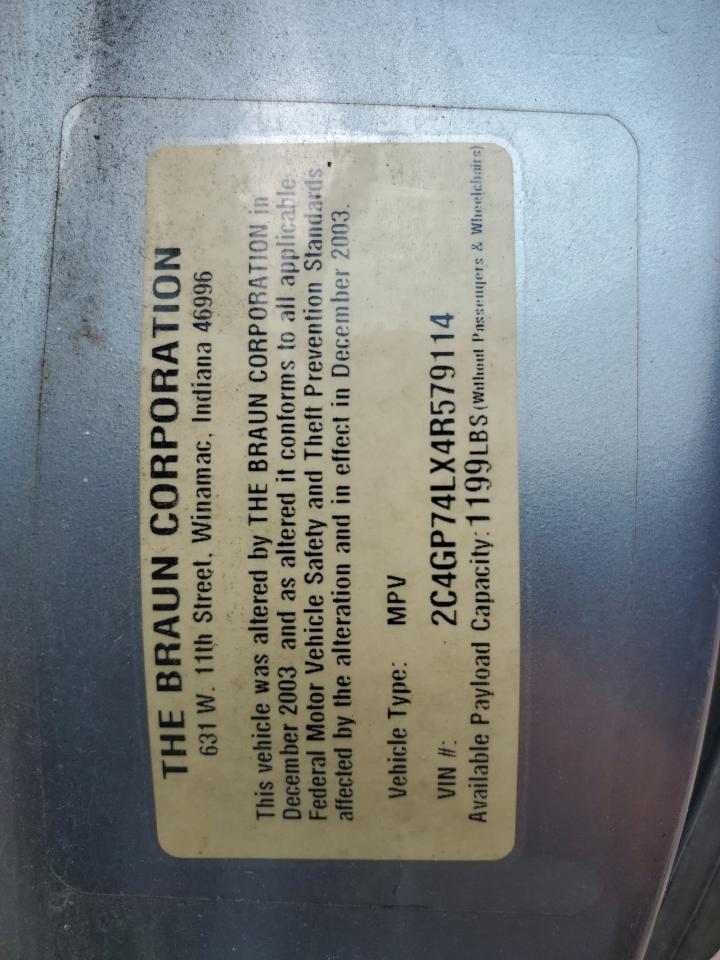 THE BRAUN CORPORATION
631 W. 11th Street, Winamac, Indiana 46996
This vehicle was altered by THE BRAUN CORPORATION in
December 2003 and as altered it conforms to all applicable
Federal Motor Vehicle Safety and Theft Prevention Standards
affected by the alteration and in effect in December 2003.
Vehicle Type: MPV
VIN #: 2C4GP74LX4R579114
Available Payload Capacity: 1199LBS (Without Passengers & Wheelchairs)